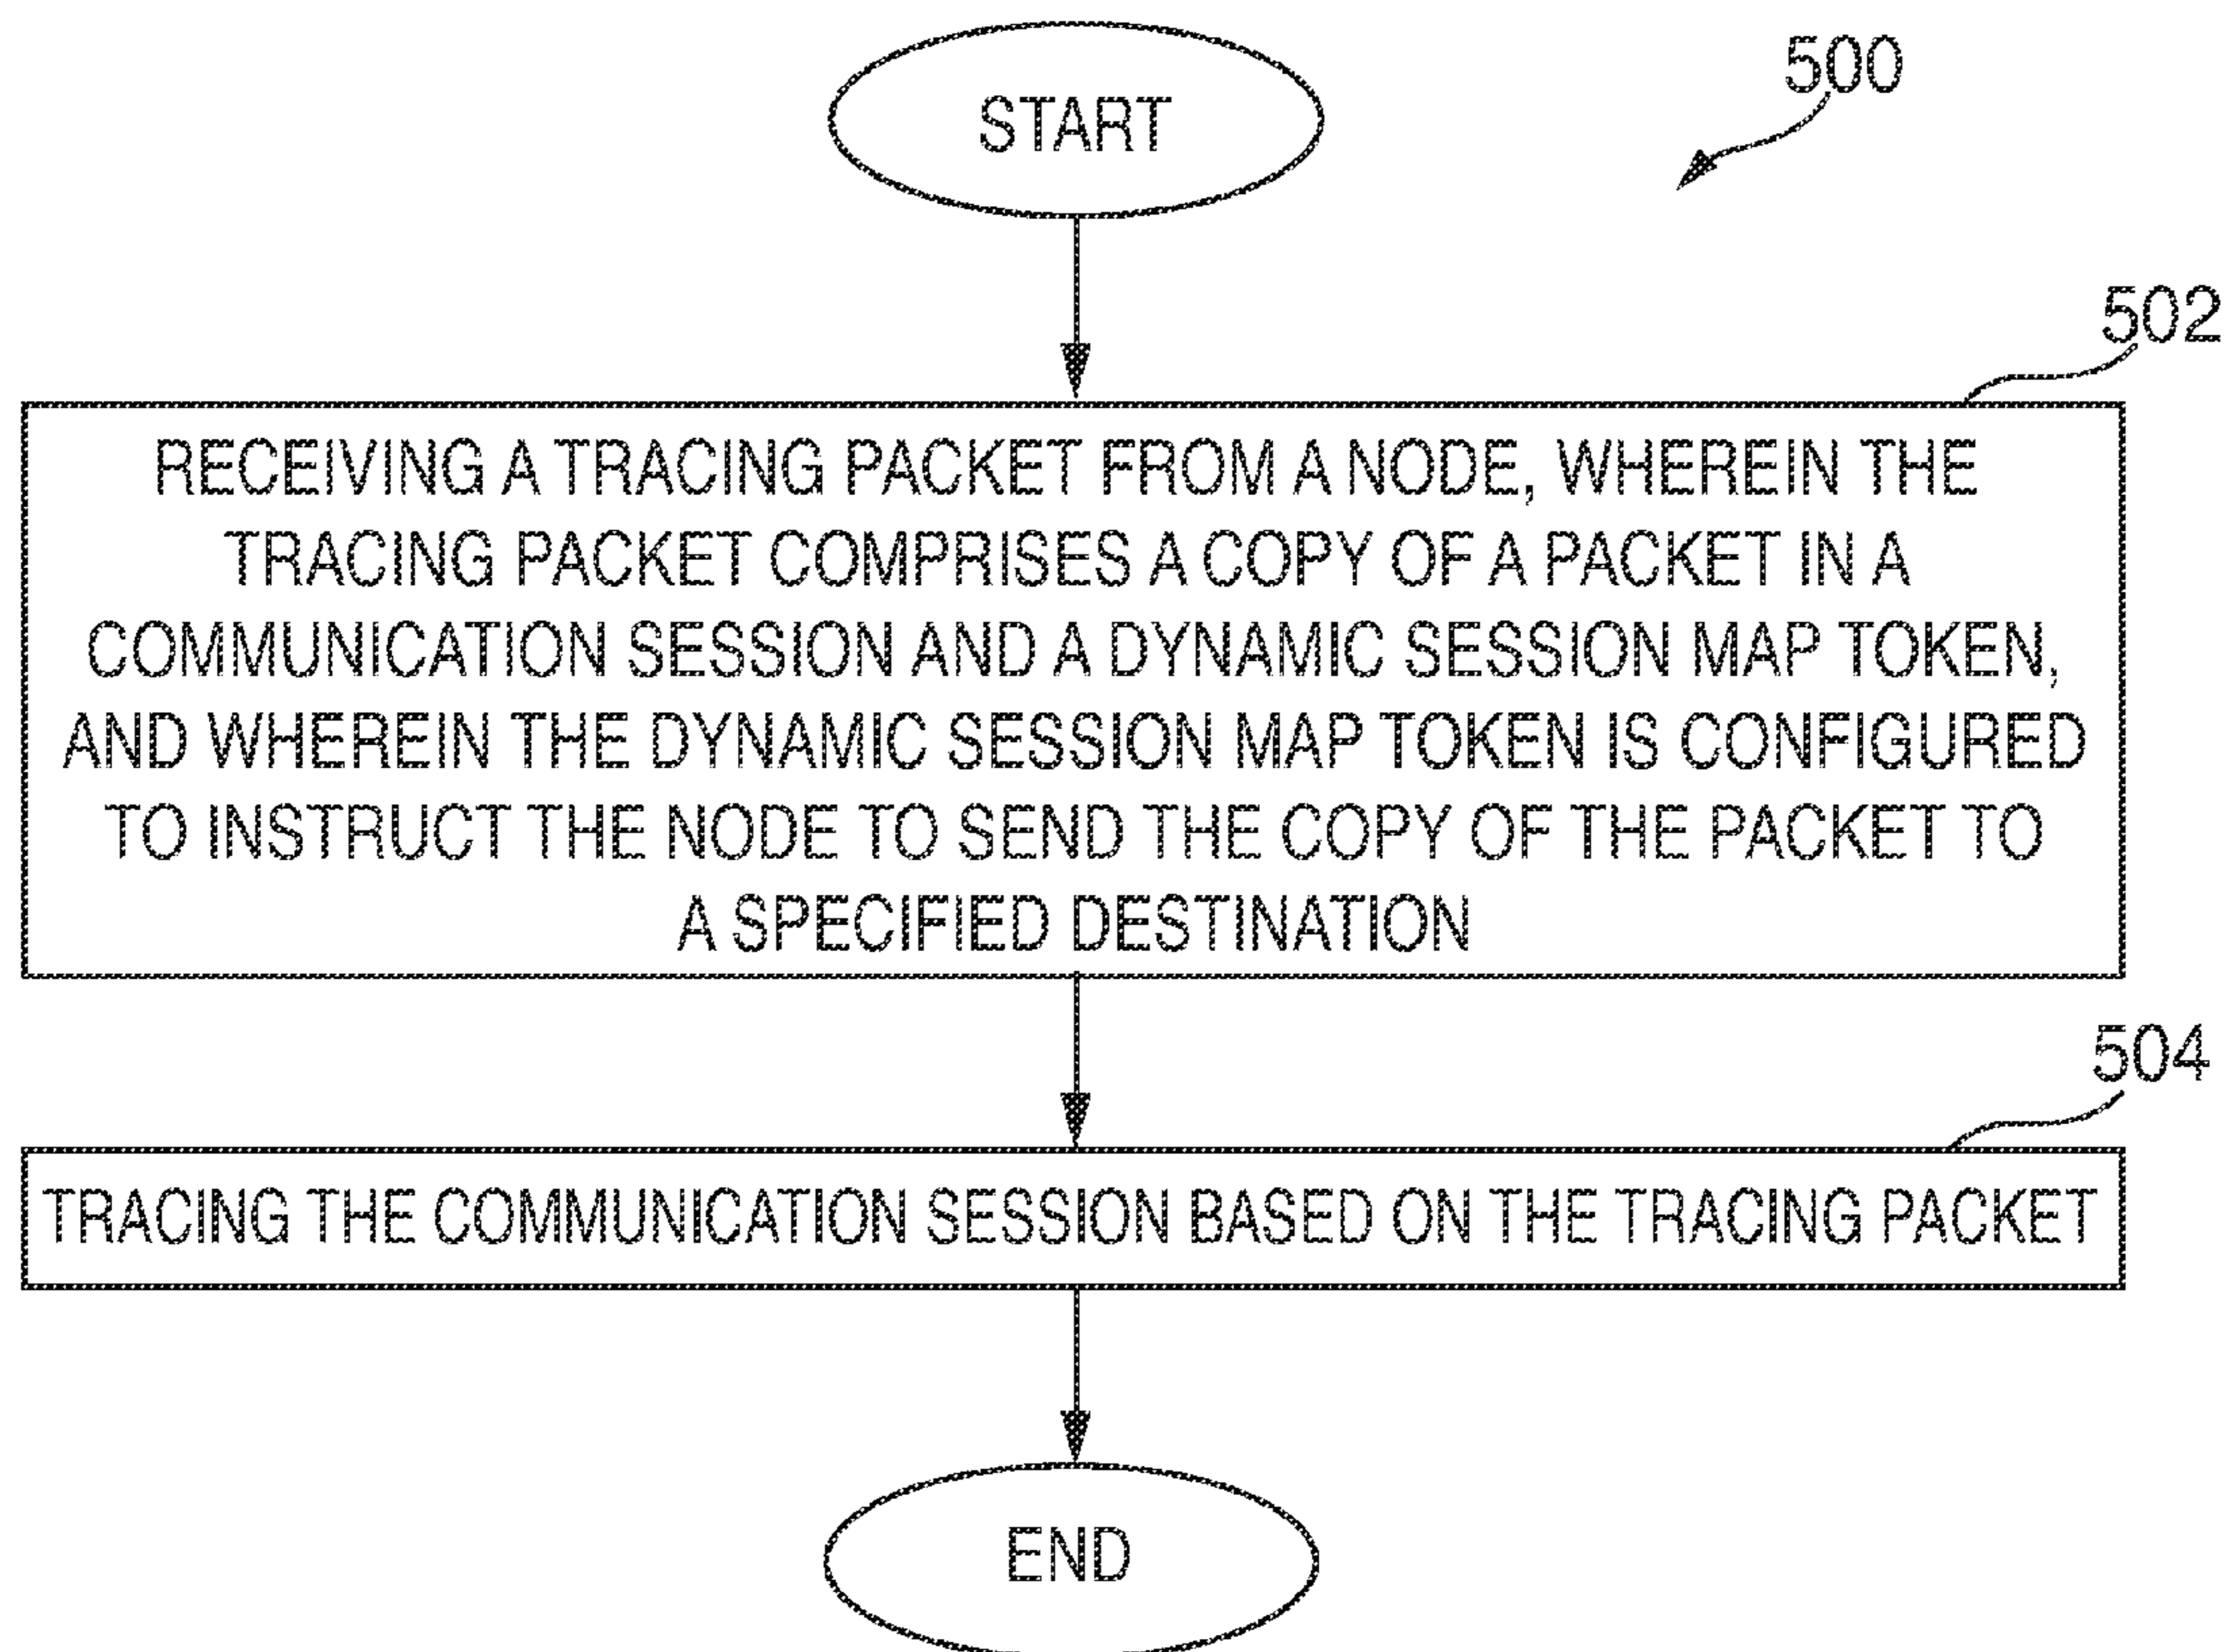 START
500
502
RECEIVING A TRACING PACKET FROM A NODE, WHEREIN THE
TRACING PACKET COMPRISES A COPY OF A PACKET IN A
COMMUNICATION SESSION AND A DYNAMIC SESSION MAP TOKEN,
AND WHEREIN THE DYNAMIC SESSION MAP TOKEN IS CONFIGURED
TO INSTRUCT THE NODE TO SEND THE COPY OF THE PACKET TO
A SPECIFIED DESTINATION
504
TRACING THE COMMUNICATION SESSION BASED ON THE TRACING PACKET
END